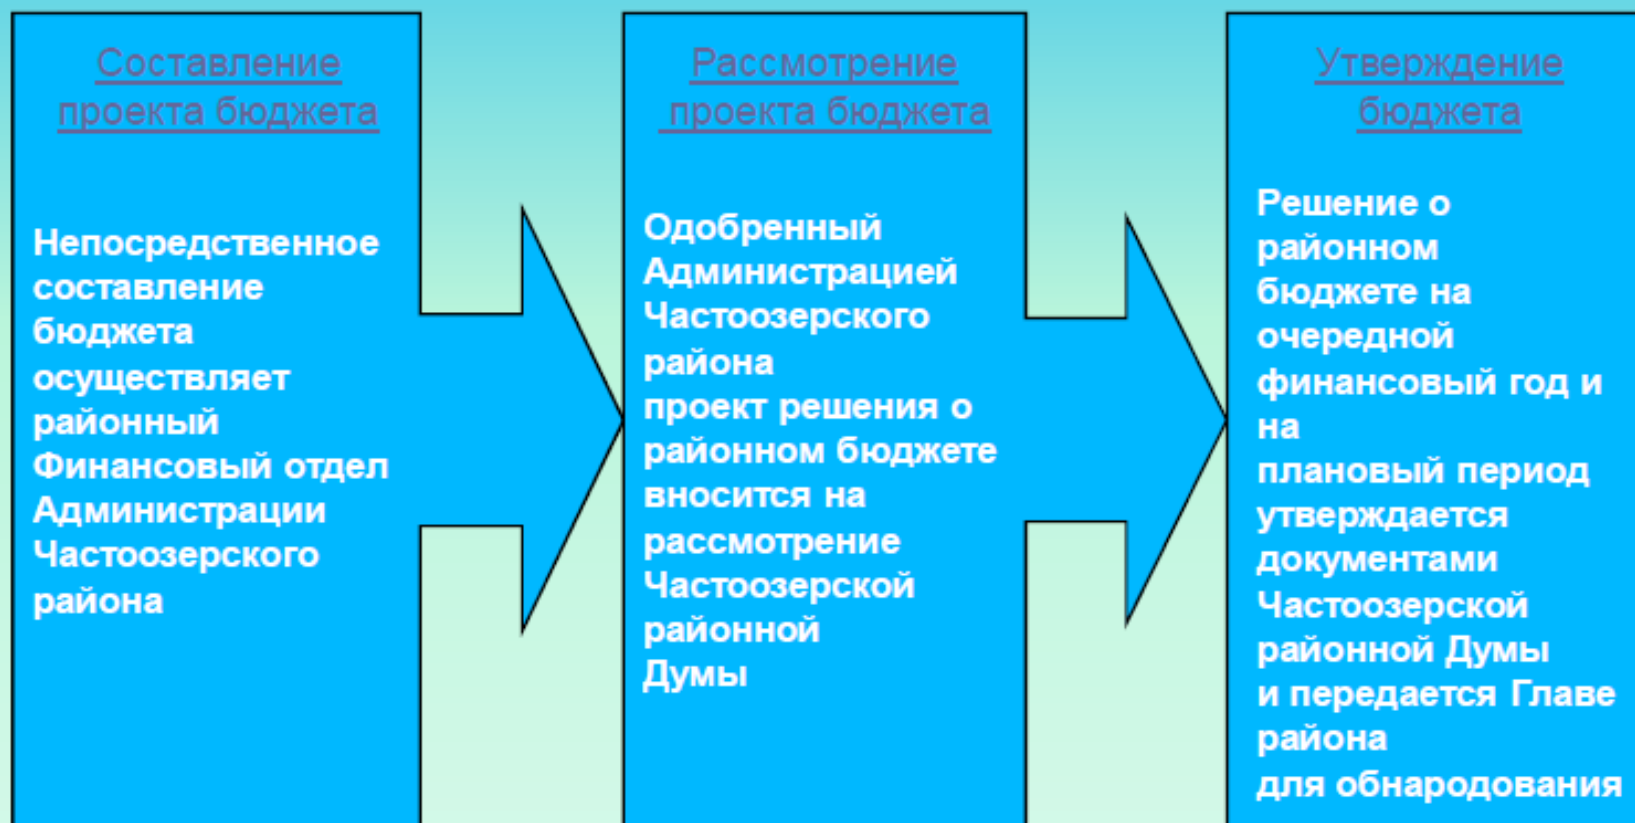 Составление
проекта бюджета
Непосредственное
составление
бюджета
осуществляет
районный
Финансовый отдел
Администрации
Частоозерского
района
Рассмотрение
проекта бюджета
Одобренный
Администрацией
Частоозерского
района
проект решения о
районном бюджете
вносится на
рассмотрение
Частоозерской
районной
Думы
Утверждение
бюджета
Решение о
районном
бюджете на
очередной
финансовый год и
на
плановый период
утверждается
документами
Частоозерской
районной Думы
и передается Главе
района
для обнародования